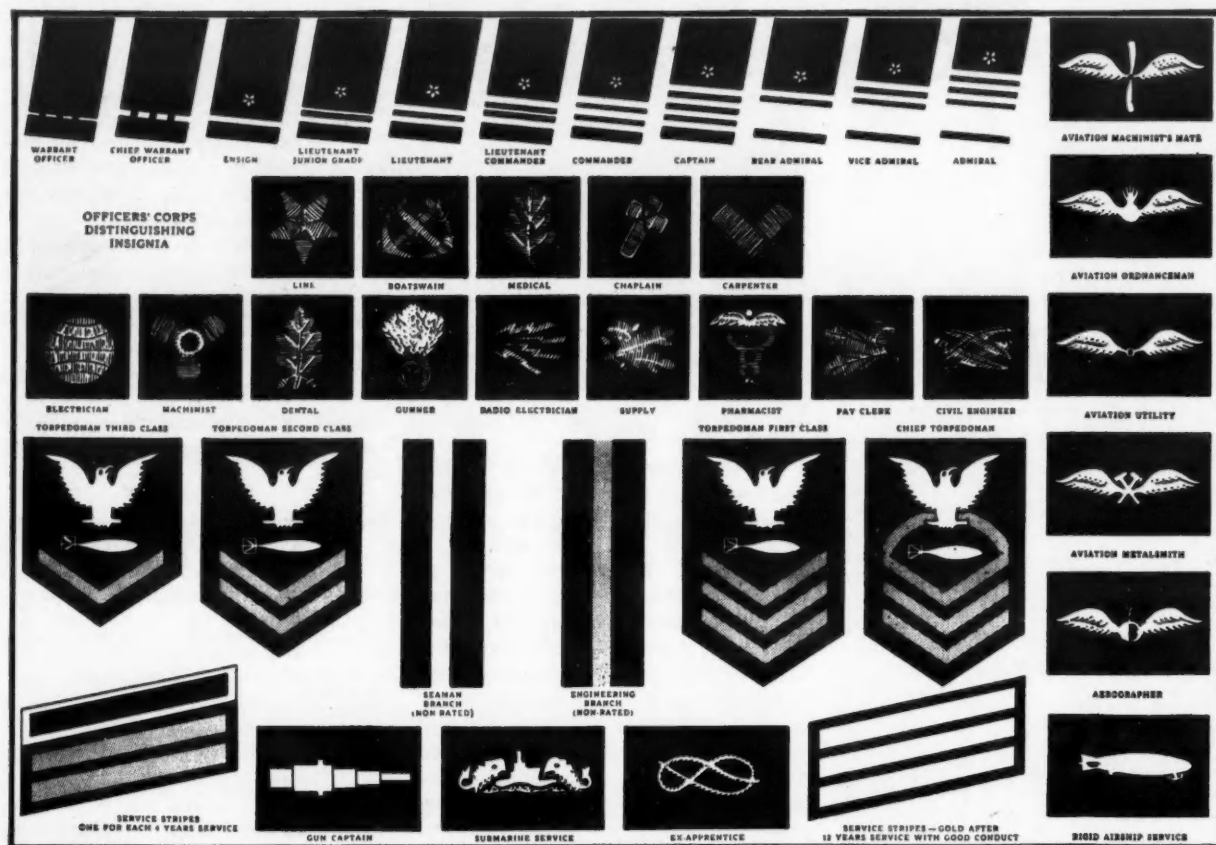 WARRANT
OFFICER
CHIEF WARRANT
OFFICER
ENSIGN
LIEUTENANT
JUNIOR GRADE
LIEUTENANT
LIEUTENANT
COMMANDER
COMMANDER
CAPTAIN
REAR ADMIRAL
VICE ADMIRAL
ADMIRAL
AVIATION MACHINIST'S MATE
OFFICERS' CORPS
DISTINGUISHING
INSIGNIA
LINE
BOATSWAIN
MEDICAL
CHAPLAIN
CARPENTER
AVIATION ORDNANCEMAN
ELECTRICIAN
MACHINIST
DENTAL
GUNNER
RADIO ELECTRICIAN
SUPPLY
PHARMACIST
PAY CLERK
CIVIL ENGINEER
AVIATION UTILITY
TORPEDOMAN THIRD CLASS
TORPEDOMAN SECOND CLASS
TORPEDOMAN FIRST CLASS
CHIEF TORPEDOMAN
AVIATION METALSMITH
SEAMAN
BRANCH
(NON RATED)
ENGINEERING
BRANCH
(NON-RATED)
AEROGRAPHER
SERVICE STRIPES
ONE FOR EACH 4 YEARS SERVICE
GUN CAPTAIN
SUBMARINE SERVICE
EX-APPRENTICE
SERVICE STRIPES—GOLD AFTER
12 YEARS SERVICE WITH GOOD CONDUCT
RIGID AIRSHIP SERVICE